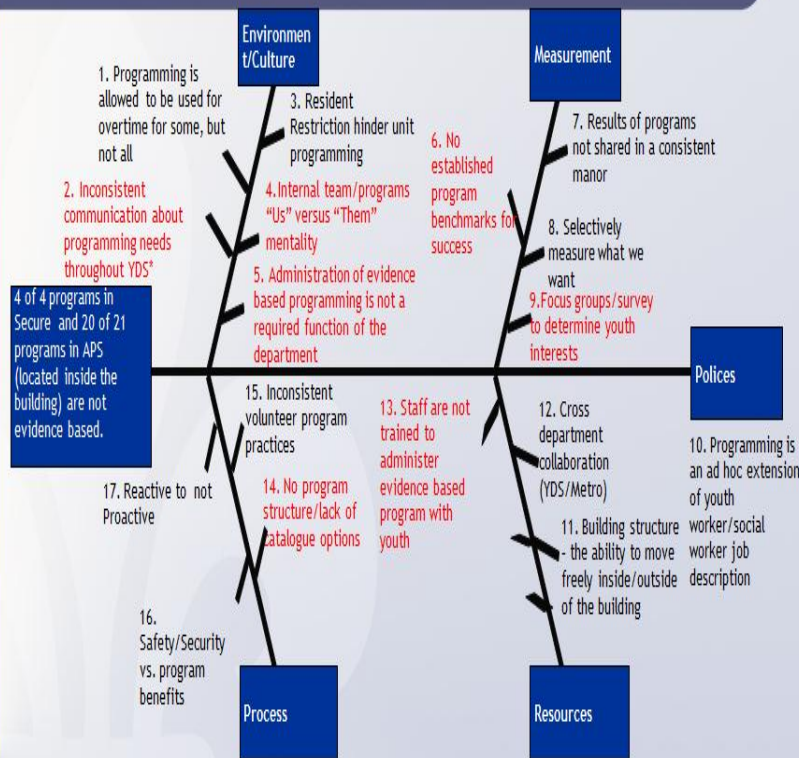 Environmen
t/Culture
Measurement
1. Programming is
allowed to be used for
overtime for some, but
not all
3. Resident
Restriction hinder unit
programming
2. Inconsistent
communication about
programming needs
throughout YDS*
4.Internal team/programs
“Us” versus “Them”
mentality
5. Administration of evidence
based programming is not a
required function of the
department
6. No
established
program
benchmarks for
success
7. Results of programs
not shared in a consistent
manor
8. Selectively
measure what we
want
9.Focus groups/survey
to determine youth
interests
4 of 4 programs in
Secure and 20 of 21
programs in APS
(located inside the
building) are not
evidence based.
Polices
10. Programming is
an ad hoc extension
of youth
worker/social
worker job
description
15. Inconsistent
volunteer program
practices
13. Staff are not
trained to
administer
evidence based
program with
youth
12. Cross
department
collaboration
(YDS/Metro)
11. Building structure
- the ability to move
freely inside/outside
of the building
17. Reactive to not
Proactive
14. No program
structure/lack of
catalogue options
16.
Safety/Security
vs. program
benefits
Process
Resources